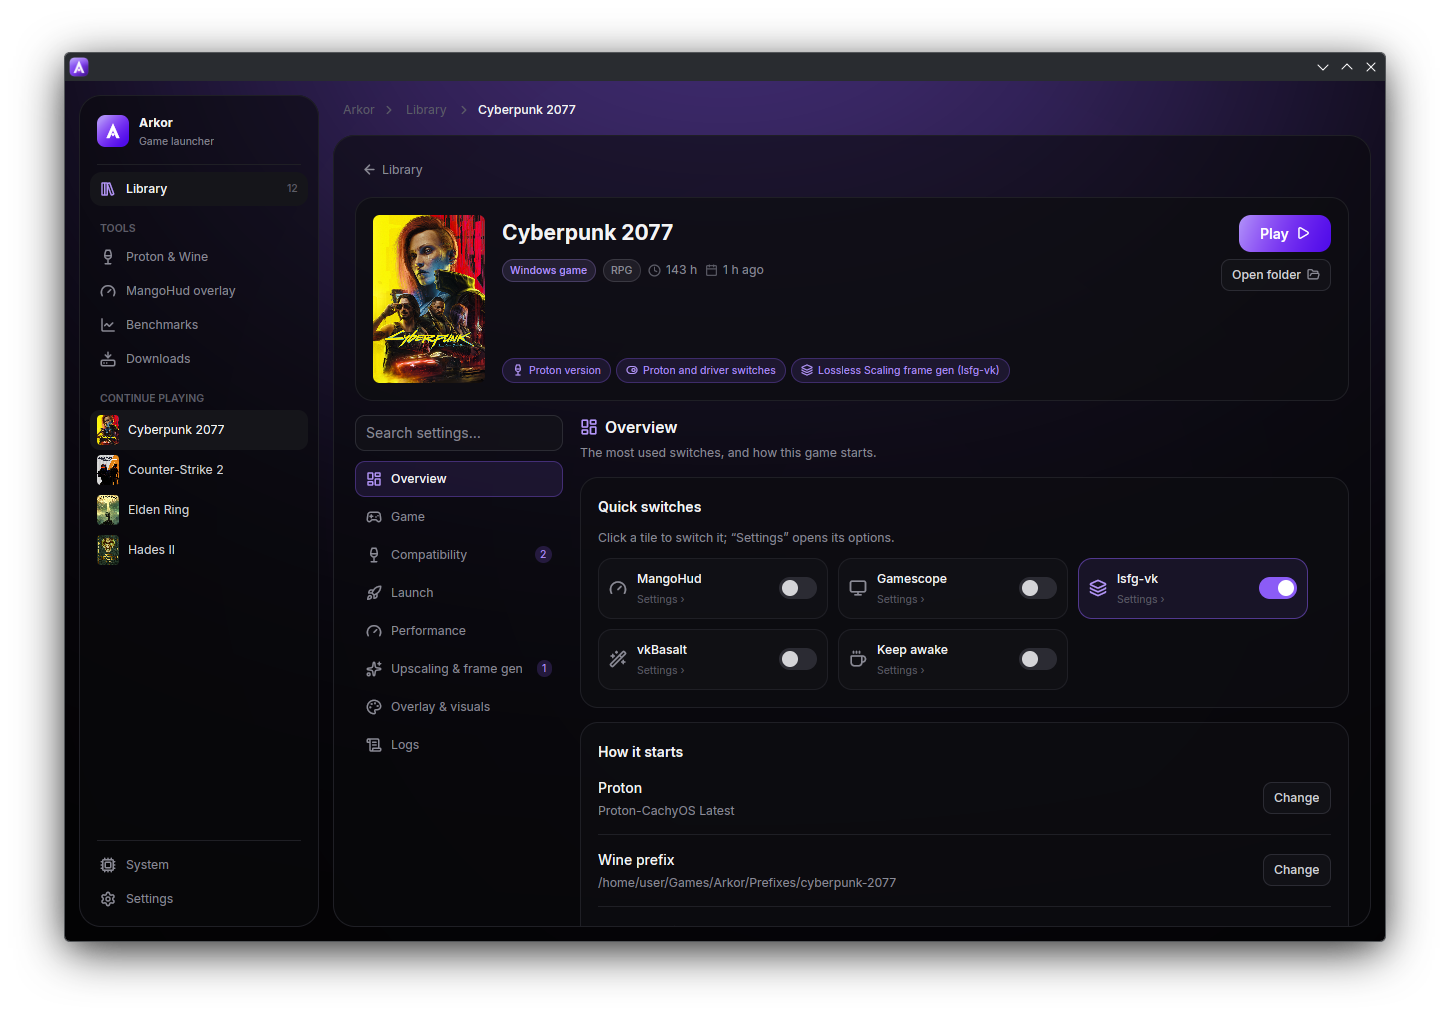 Arkor
Game launcher
Library 12
TOOLS
Proton & Wine
MangoHud overlay
Benchmarks
Downloads
CONTINUE PLAYING
Cyberpunk 2077
Counter-Strike 2
Elden Ring
Hades II
System
Settings
Arkor > Library > Cyberpunk 2077
← Library
CYBERPUNK
Cyberpunk 2077
Windows game RPG 143 h 1 h ago
Proton version Proton and driver switches Lossless Scaling frame gen (lsfg-vk)
Play
Open folder
Search settings...
Overview
Game
Compatibility 2
Launch
Performance
Upscaling & frame gen 1
Overlay & visuals
Logs
Overview
The most used switches, and how this game starts.
Quick switches
Click a tile to switch it; “Settings” opens its options.
MangoHud
Settings ›
Gamescope
Settings ›
lsfg-vk
Settings ›
vkBasalt
Settings ›
Keep awake
Settings ›
How it starts
Proton
Proton-CachyOS Latest
Change
Wine prefix
/home/user/Games/Arkor/Prefixes/cyberpunk-2077
Change